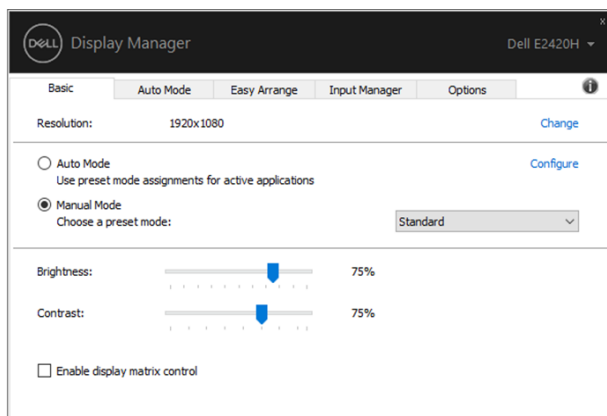 DELL Display Manager Dell E2420H
Basic Auto Mode Easy Arrange Input Manager Options
Resolution: 1920x1080 Change
Auto Mode Configure
Use preset mode assignments for active applications
Manual Mode
Choose a preset mode: Standard
Brightness: 75%
Contrast: 75%
Enable display matrix control